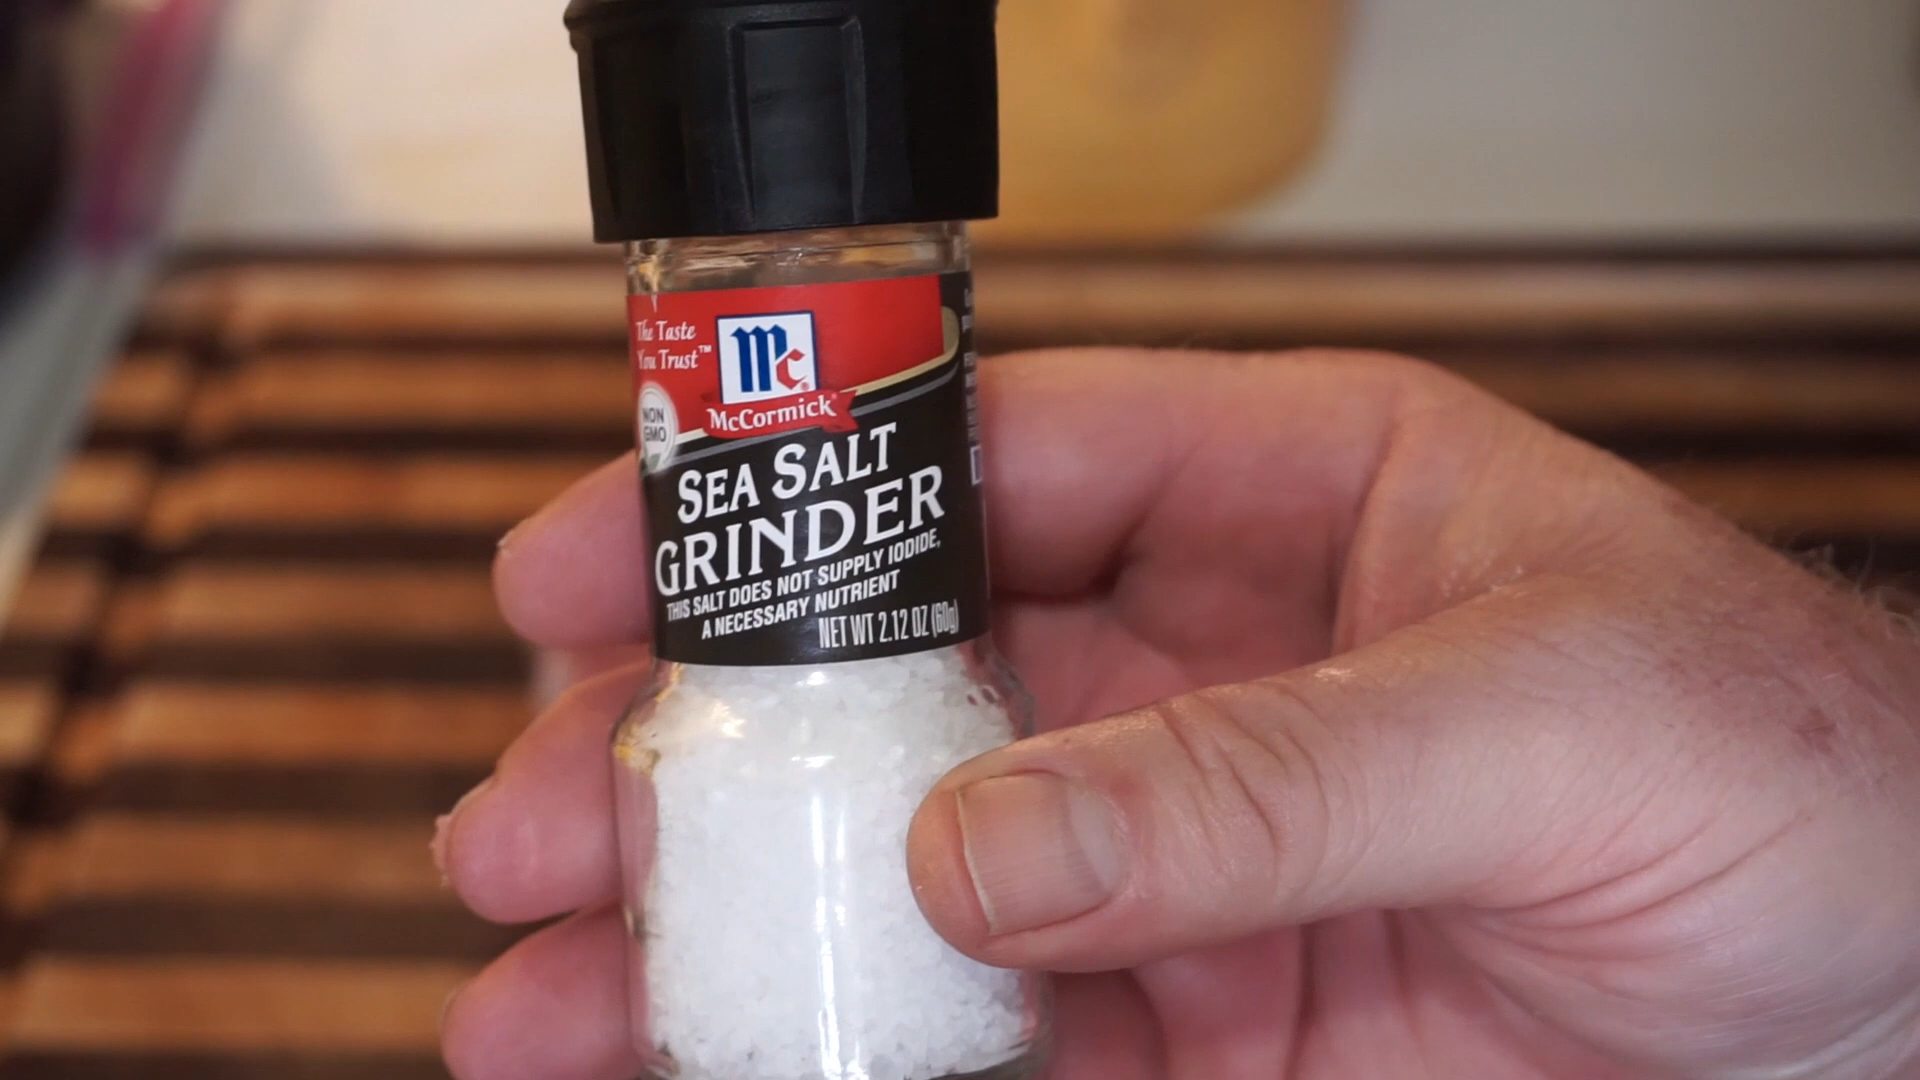 The Taste
You Trust™
Mc®
McCormick®
NON
GMO
SEA SALT
GRINDER
THIS SALT DOES NOT SUPPLY IODIDE,
A NECESSARY NUTRIENT
NET WT 2.12 OZ (60g)